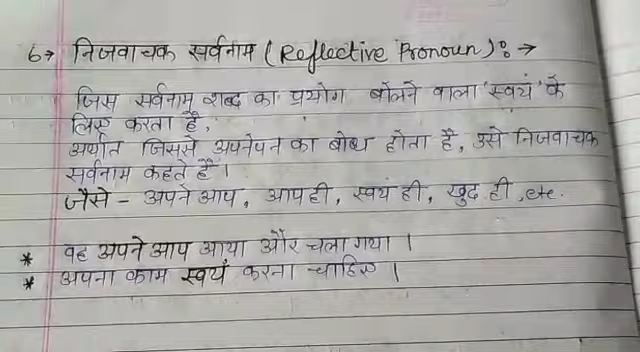 6→ निजवाचक सर्वनाम (Reflective Pronoun)ः→
जिस सर्वनाम शब्द का प्रयोग बोलने वाला 'स्वयं' के
लिए करता है,
अर्थात जिससे अपनेपन का बोध होता है, उसे निजवाचक
सर्वनाम कहते हैं।
जैसे - अपने आप, आप ही, स्वयं ही, खुद ही, etc.
* वह अपने आप आया और चला गया।
* अपना काम स्वयं करना चाहिए।